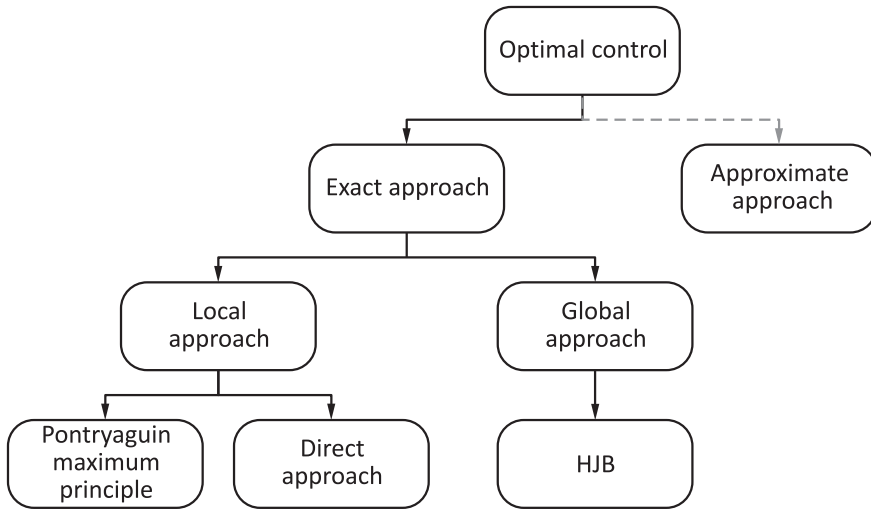 Optimal control
Exact approach
Approximate
approach
Local
approach
Global
approach
Pontryaguin
maximum
principle
Direct
approach
HJB